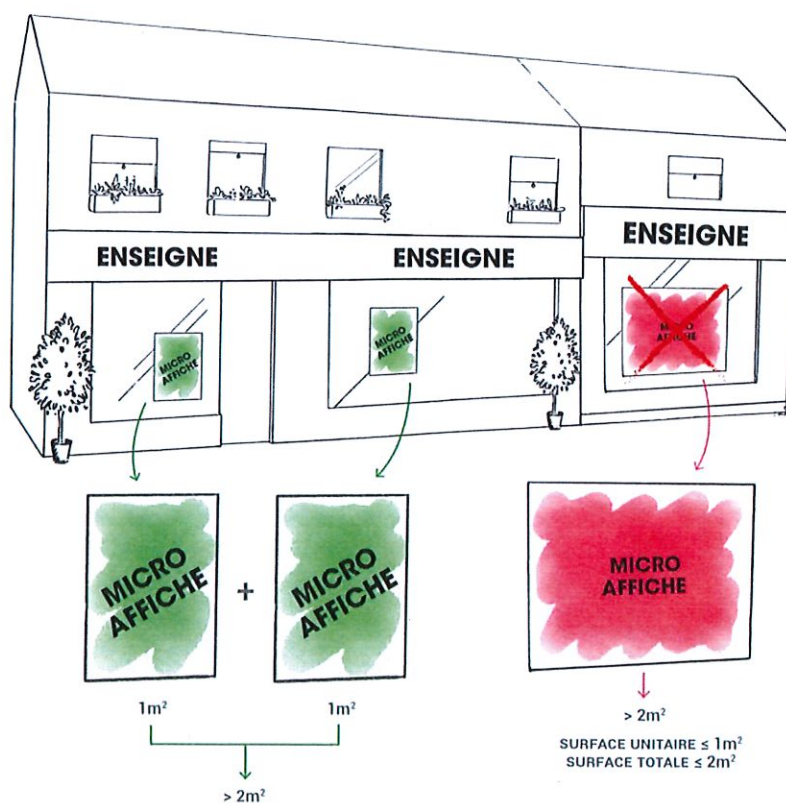 ENSEIGNE
ENSEIGNE
ENSEIGNE
MICRO
AFFICHE
MICRO
AFFICHE
MICRO
AFFICHE
MICRO
AFFICHE
+
MICRO
AFFICHE
MICRO
AFFICHE
1m²
1m²
> 2m²
> 2m²
SURFACE UNITAIRE ≤ 1m²
SURFACE TOTALE ≤ 2m²